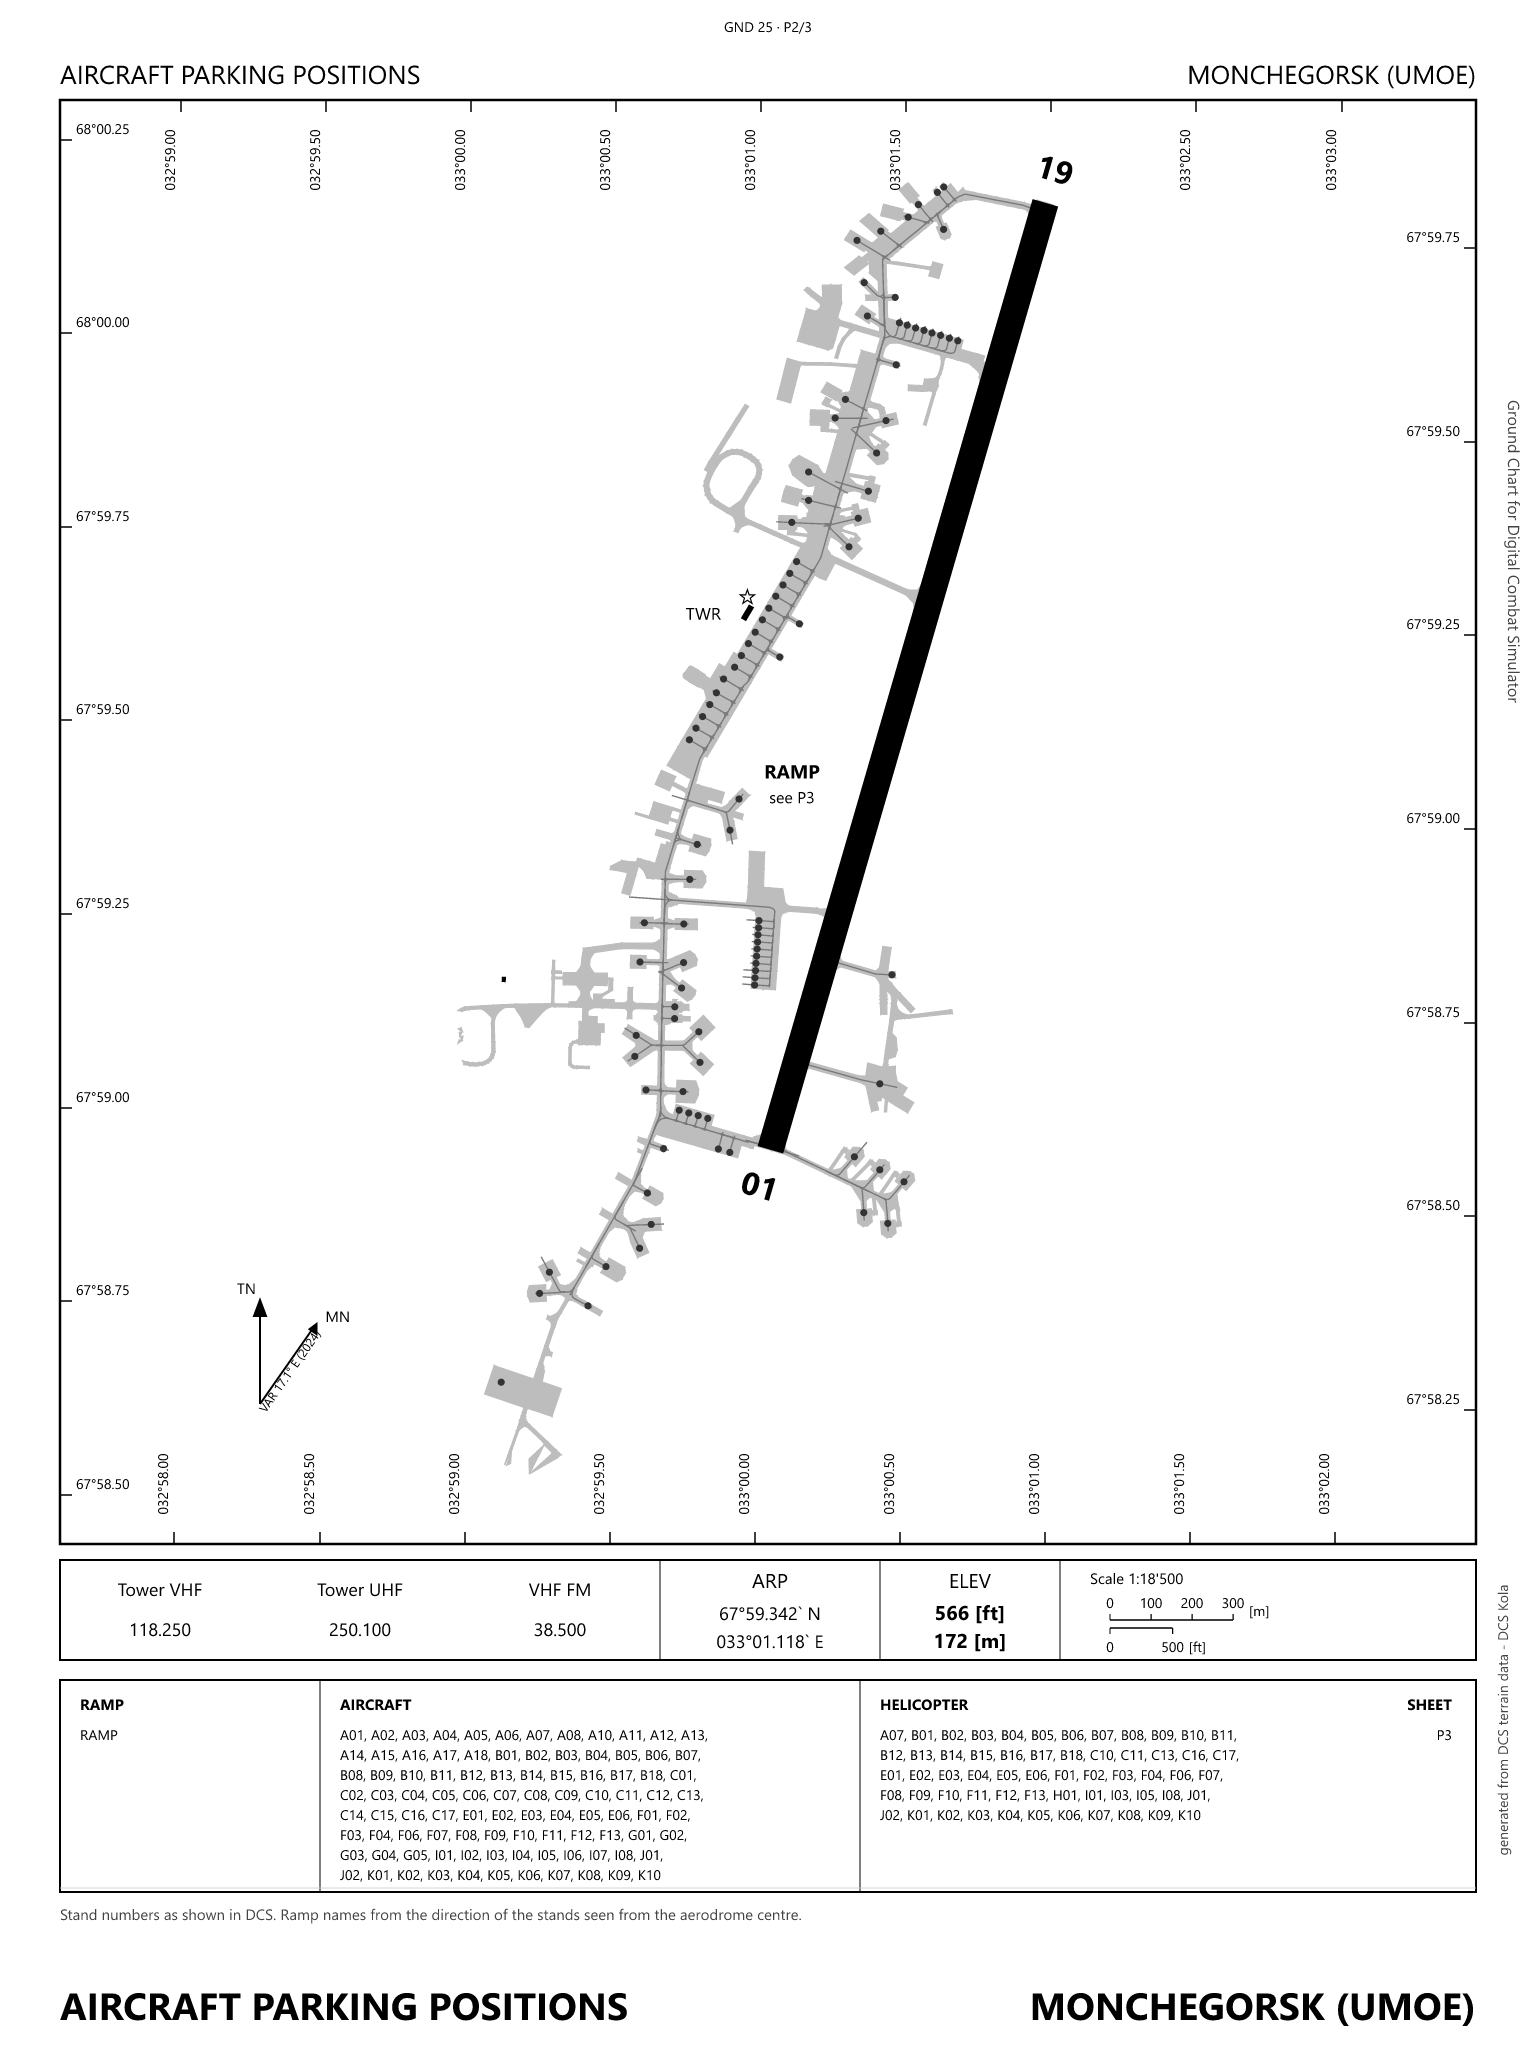 GND 25 · P2/3
AIRCRAFT PARKING POSITIONS
MONCHEGORSK (UMOE)
032°59.00
032°59.50
033°00.00
033°00.50
033°01.00
033°01.50
033°02.50
033°03.00
68°00.25
68°00.00
67°59.75
67°59.50
67°59.25
67°59.00
67°58.75
67°58.50
67°59.75
67°59.50
67°59.25
67°59.00
67°58.75
67°58.50
67°58.25
19
TWR
RAMP
see P3
01
TN
MN
VAR 17.1° E (2024)
032°58.00
032°58.50
032°59.00
032°59.50
033°00.00
033°00.50
033°01.00
033°01.50
033°02.00
Ground Chart for Digital Combat Simulator
generated from DCS terrain data - DCS Kola
Tower VHF
118.250
Tower UHF
250.100
VHF FM
38.500
ARP
67°59.342` N
033°01.118` E
ELEV
566 [ft]
172 [m]
Scale 1:18'500
0 100 200 300 [m]
0 500 [ft]
RAMP
RAMP
AIRCRAFT
A01, A02, A03, A04, A05, A06, A07, A08, A10, A11, A12, A13,
A14, A15, A16, A17, A18, B01, B02, B03, B04, B05, B06, B07,
B08, B09, B10, B11, B12, B13, B14, B15, B16, B17, B18, C01,
C02, C03, C04, C05, C06, C07, C08, C09, C10, C11, C12, C13,
C14, C15, C16, C17, E01, E02, E03, E04, E05, E06, F01, F02,
F03, F04, F06, F07, F08, F09, F10, F11, F12, F13, G01, G02,
G03, G04, G05, I01, I02, I03, I04, I05, I06, I07, I08, J01,
J02, K01, K02, K03, K04, K05, K06, K07, K08, K09, K10
HELICOPTER
A07, B01, B02, B03, B04, B05, B06, B07, B08, B09, B10, B11,
B12, B13, B14, B15, B16, B17, B18, C10, C11, C13, C16, C17,
E01, E02, E03, E04, E05, E06, F01, F02, F03, F04, F06, F07,
F08, F09, F10, F11, F12, F13, H01, I01, I03, I05, I08, J01,
J02, K01, K02, K03, K04, K05, K06, K07, K08, K09, K10
SHEET
P3
Stand numbers as shown in DCS. Ramp names from the direction of the stands seen from the aerodrome centre.
AIRCRAFT PARKING POSITIONS
MONCHEGORSK (UMOE)